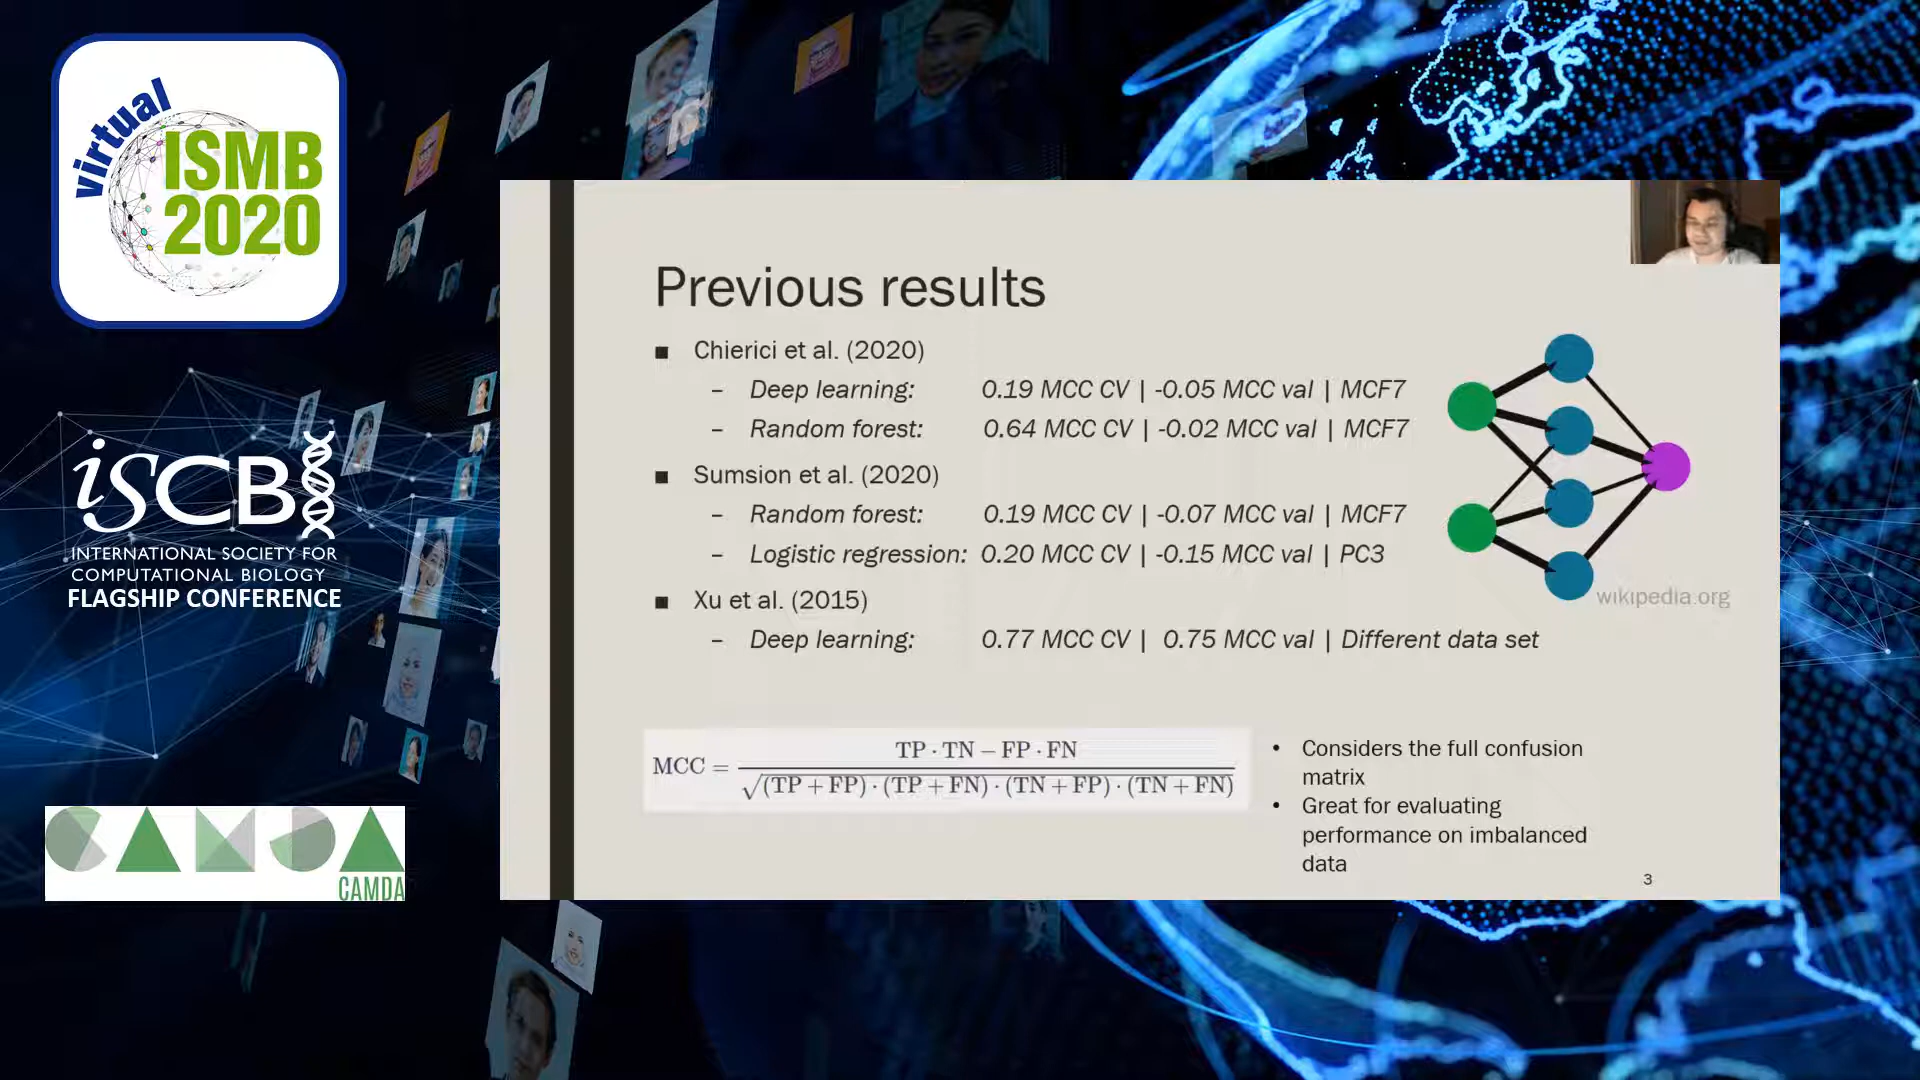 virtual
ISMB
2020
iSCB
INTERNATIONAL SOCIETY FOR
COMPUTATIONAL BIOLOGY
FLAGSHIP CONFERENCE
CAMDA
CAMDA
Previous results
■ Chierici et al. (2020)
– Deep learning: 0.19 MCC CV | -0.05 MCC val | MCF7
– Random forest: 0.64 MCC CV | -0.02 MCC val | MCF7
■ Sumsion et al. (2020)
– Random forest: 0.19 MCC CV | -0.07 MCC val | MCF7
– Logistic regression: 0.20 MCC CV | -0.15 MCC val | PC3
■ Xu et al. (2015)
– Deep learning: 0.77 MCC CV | 0.75 MCC val | Different data set
wikipedia.org
MCC = TP · TN – FP · FN
√(TP + FP) · (TP + FN) · (TN + FP) · (TN + FN)
• Considers the full confusion
matrix
• Great for evaluating
performance on imbalanced
data
3